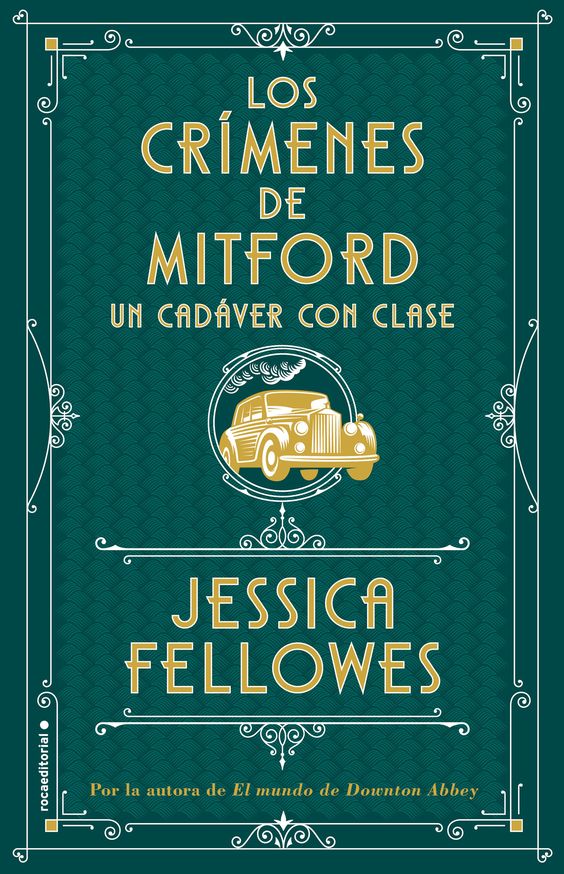 LOS
CRÍMENES
DE
MITFORD
UN CADÁVER CON CLASE
JESSICA
FELLOWES
Por la autora de El mundo de Downton Abbey
rocaeditorial